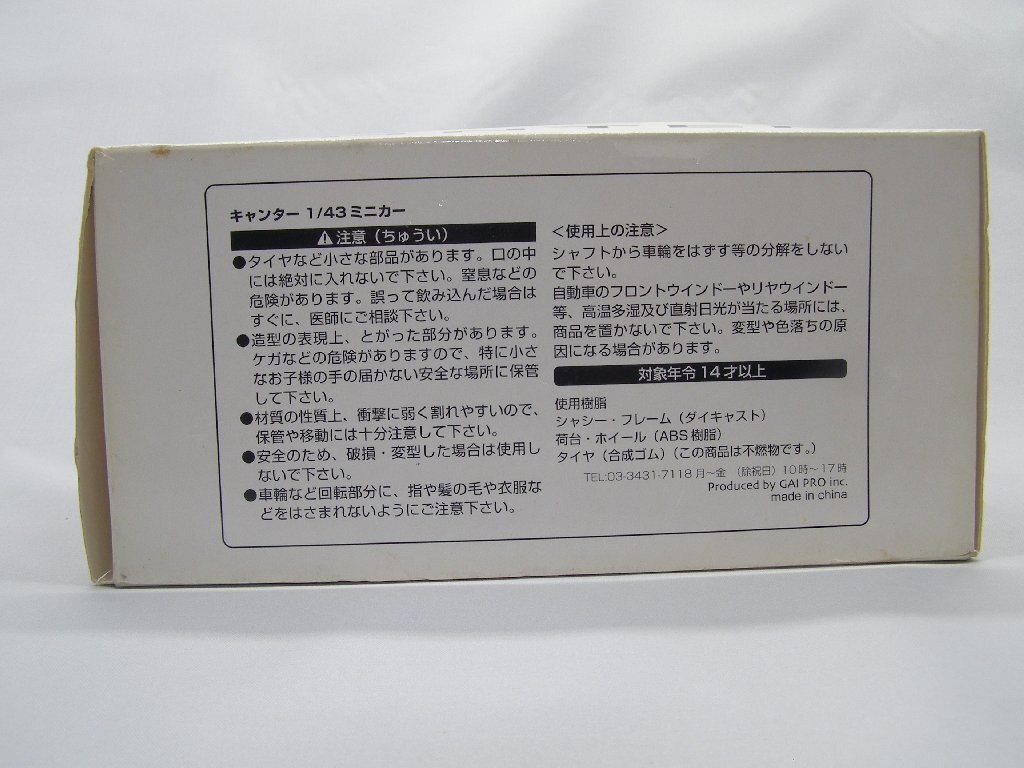 キャンター 1/43ミニカー
⚠注意（ちゅうい）
●タイヤなど小さな部品があります。口の中
には絶対に入れないで下さい。窒息などの
危険があります。誤って飲み込んだ場合は
すぐに、医師にご相談下さい。
●造型の表現上、とがった部分があります。
ケガなどの危険がありますので、特に小さ
なお子様の手の届かない安全な場所に保管
して下さい。
●材質の性質上、衝撃に弱く割れやすいので、
保管や移動には十分注意して下さい。
●安全のため、破損・変型した場合は使用し
ないで下さい。
●車輪など回転部分に、指や髪の毛や衣服な
どをはさまれないようにご注意下さい。
＜使用上の注意＞
シャフトから車輪をはずす等の分解をしない
で下さい。
自動車のフロントウインドーやリヤウインドー
等、高温多湿及び直射日光が当たる場所には、
商品を置かないで下さい。変型や色落ちの原
因になる場合があります。
対象年令14才以上
使用樹脂
シャシー・フレーム（ダイキャスト）
荷台・ホイール（ABS樹脂）
タイヤ（合成ゴム）（この商品は不燃物です。）
TEL:03-3431-7118 月～金 （除祝日）10時～17時
Produced by GAI PRO inc.
made in china